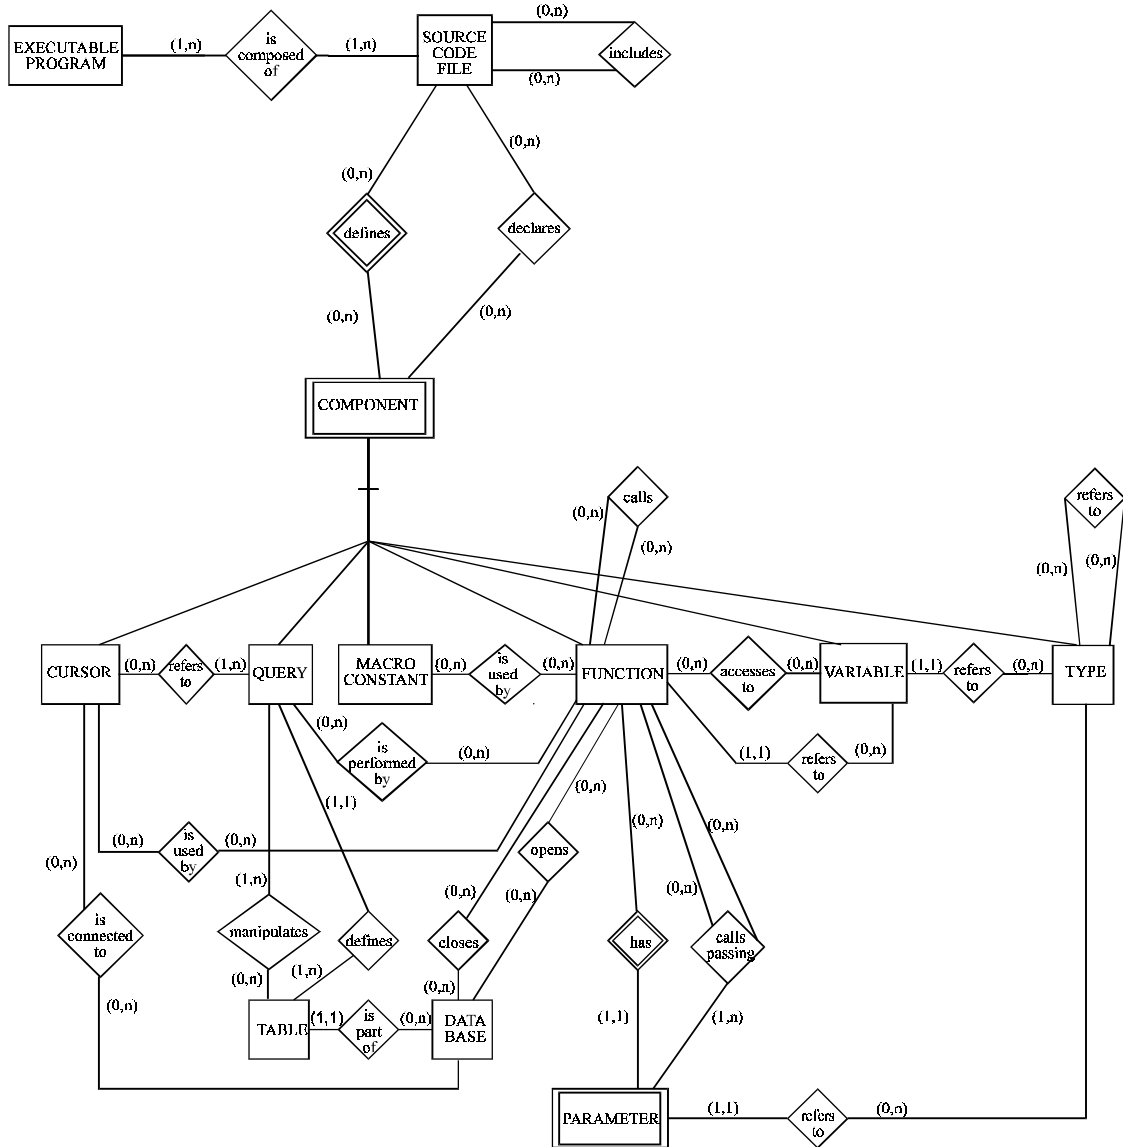 (0,n)
EXECUTABLE
PROGRAM
(1,n)
is
composed
of
(1,n)
SOURCE
CODE
FILE
includes
(0,n)
(0,n)
(0,n)
defines
declares
(0,n)
(0,n)
COMPONENT
calls
(0,n)
(0,n)
refers
to
(0,n)
(0,n)
CURSOR
(0,n)
refers
to
(1,n)
QUERY
MACRO
CONSTANT
(0,n)
is
used
by
(0,n)
FUNCTION
(0,n)
accesses
to
(0,n)
VARIABLE
(1,1)
refers
to
(0,n)
TYPE
(0,n)
is
performed
by
(0,n)
(1,1)
refers
to
(0,n)
(0,n)
(1,1)
(0,n)
is
used
by
(0,n)
(0,n)
(0,n)
opens
(0,n)
(0,n)
(1,n)
(0,n)
(0,n)
(0,n)
is
connected
to
manipulates
defines
closes
has
calls
passing
(0,n)
(0,n)
(1,n)
(0,n)
TABLE
(1,1)
is
part
of
(0,n)
DATA
BASE
(1,1)
(1,n)
PARAMETER
(1,1)
refers
to
(0,n)